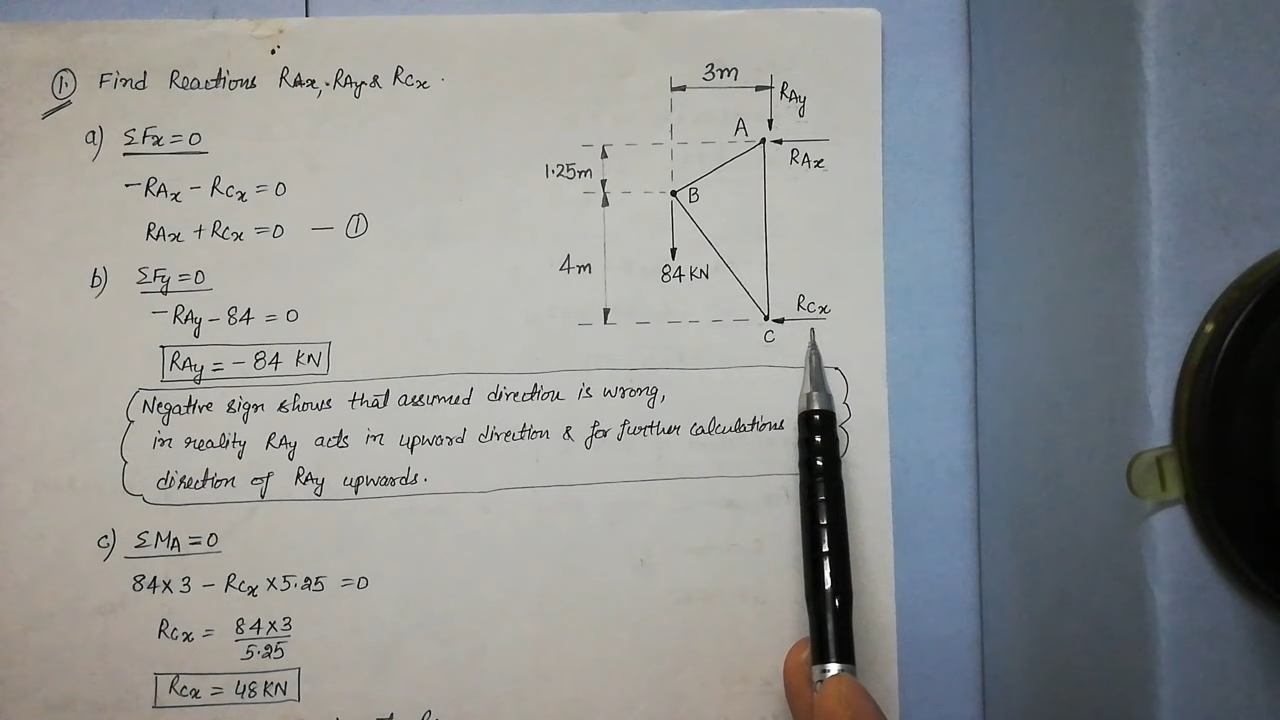 1. Find Reactions RAx, RAy & RCx.
a) ΣFx = 0
-RAx - RCx = 0
RAx + RCx = 0 — ①
b) ΣFy = 0
-RAy - 84 = 0
RAy = -84 KN
Negative sign shows that assumed direction is wrong,
in reality RAy acts in upward direction & for further calculations
direction of RAy upwards.
c) ΣMA = 0
84 x 3 - RCx x 5.25 = 0
RCx = 84 x 3
5.25
RCx = 48 KN
3m
RAy
A
RAx
1.25m
B
4m
84 KN
RCx
C